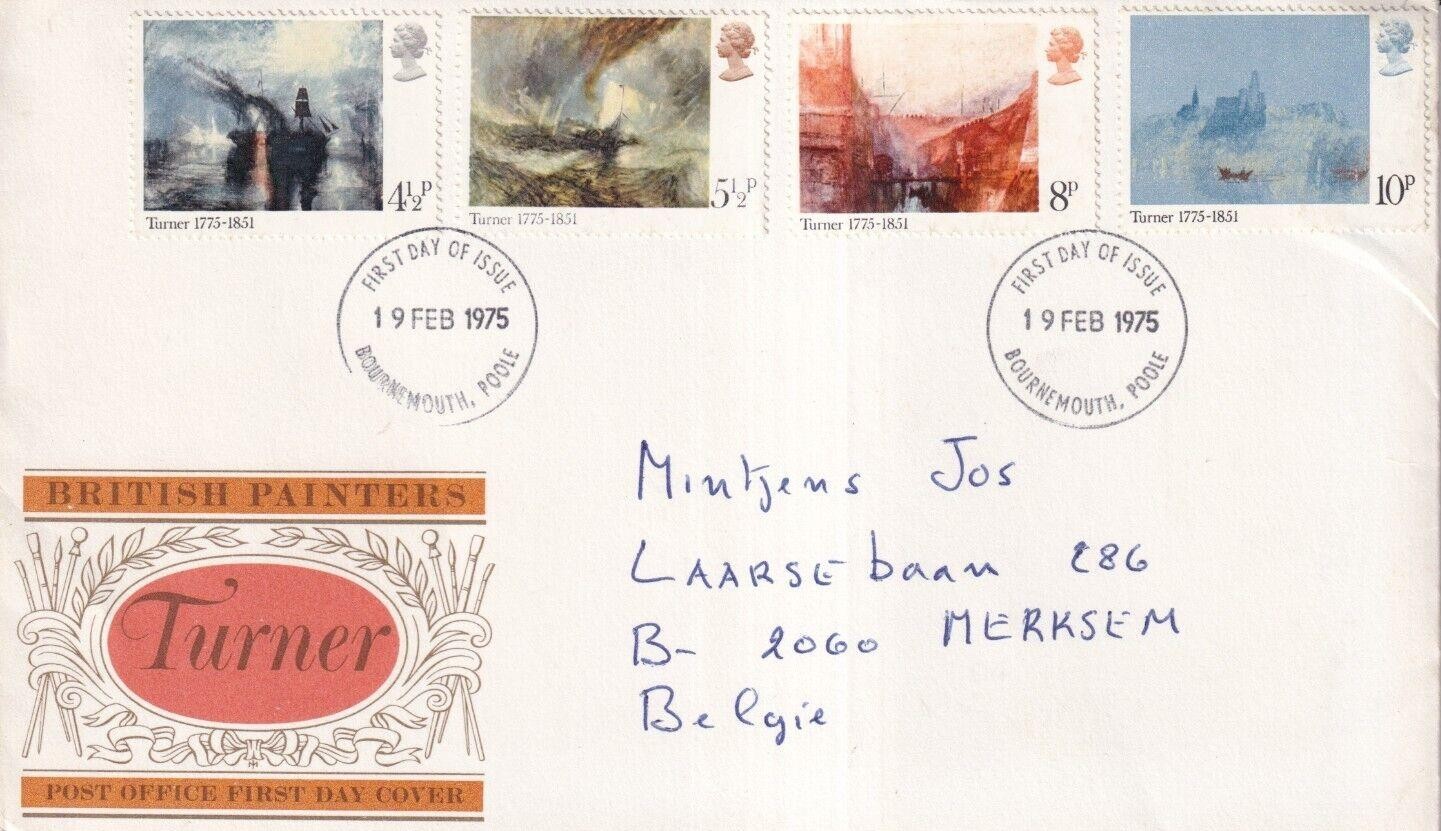 4½p
Turner 1775-1851
5½p
Turner 1775-1851
8p
Turner 1775-1851
10p
Turner 1775-1851
FIRST DAY OF ISSUE
19 FEB 1975
BOURNEMOUTH, POOLE
FIRST DAY OF ISSUE
19 FEB 1975
BOURNEMOUTH, POOLE
Mintjens Jos
LAARSEbaan 286
B- 2060 MERKSEM
Belgie
BRITISH PAINTERS
Turner
POST OFFICE FIRST DAY COVER